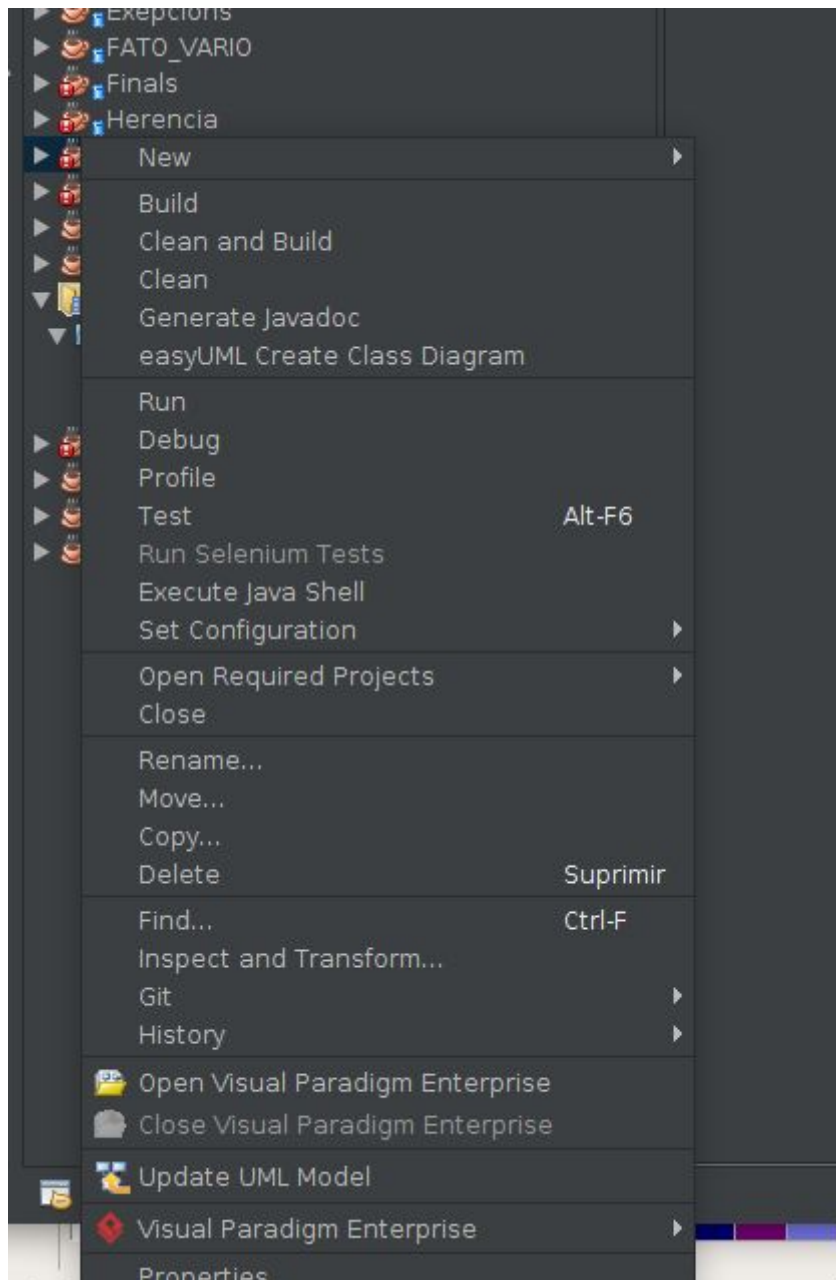 Exepcions
FATO_VARIO
Finals
Herencia
New
Build
Clean and Build
Clean
Generate Javadoc
easyUML Create Class Diagram
Run
Debug
Profile
Test Alt-F6
Run Selenium Tests
Execute Java Shell
Set Configuration
Open Required Projects
Close
Rename...
Move...
Copy...
Delete Suprimir
Find... Ctrl-F
Inspect and Transform...
Git
History
Open Visual Paradigm Enterprise
Close Visual Paradigm Enterprise
Update UML Model
Visual Paradigm Enterprise
Properties